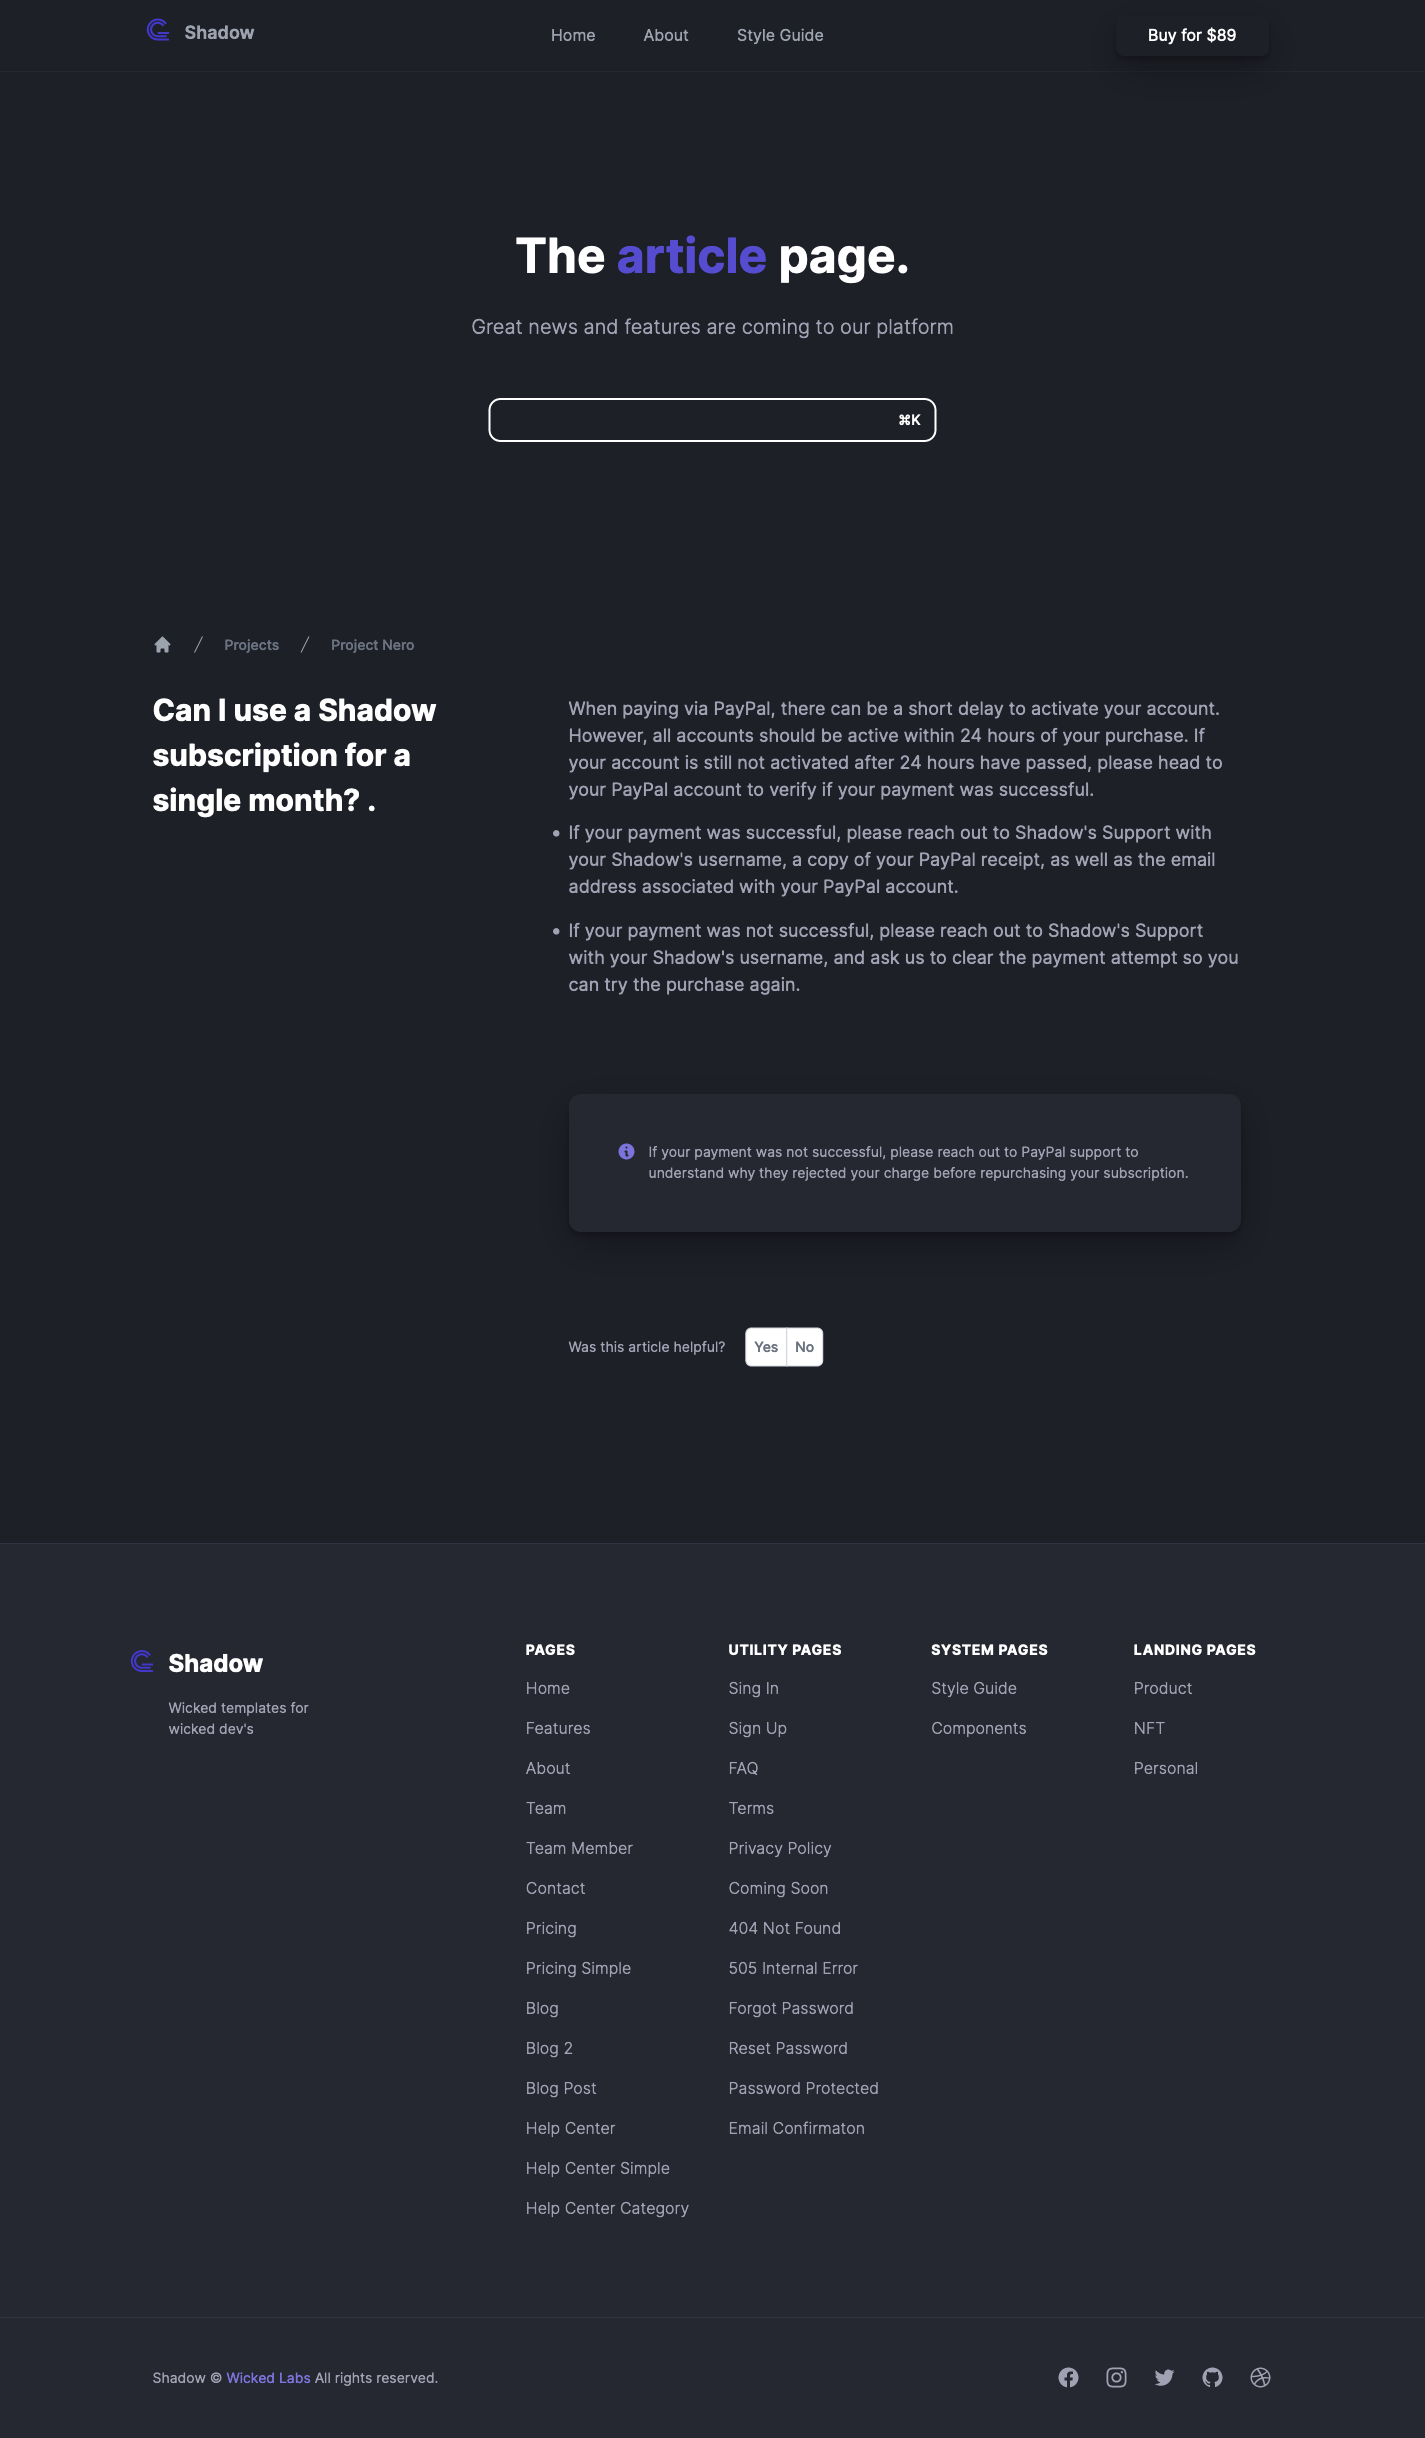 Shadow
Home
About
Style Guide
Buy for $89
The article page.
Great news and features are coming to our platform
⌘K
/ Projects / Project Nero
Can I use a Shadow
subscription for a
single month? .
When paying via PayPal, there can be a short delay to activate your account.
However, all accounts should be active within 24 hours of your purchase. If
your account is still not activated after 24 hours have passed, please head to
your PayPal account to verify if your payment was successful.
• If your payment was successful, please reach out to Shadow's Support with
your Shadow's username, a copy of your PayPal receipt, as well as the email
address associated with your PayPal account.
• If your payment was not successful, please reach out to Shadow's Support
with your Shadow's username, and ask us to clear the payment attempt so you
can try the purchase again.
If your payment was not successful, please reach out to PayPal support to
understand why they rejected your charge before repurchasing your subscription.
Was this article helpful?
Yes
No
Shadow
Wicked templates for
wicked dev's
PAGES
Home
Features
About
Team
Team Member
Contact
Pricing
Pricing Simple
Blog
Blog 2
Blog Post
Help Center
Help Center Simple
Help Center Category
UTILITY PAGES
Sing In
Sign Up
FAQ
Terms
Privacy Policy
Coming Soon
404 Not Found
505 Internal Error
Forgot Password
Reset Password
Password Protected
Email Confirmaton
SYSTEM PAGES
Style Guide
Components
LANDING PAGES
Product
NFT
Personal
Shadow © Wicked Labs All rights reserved.